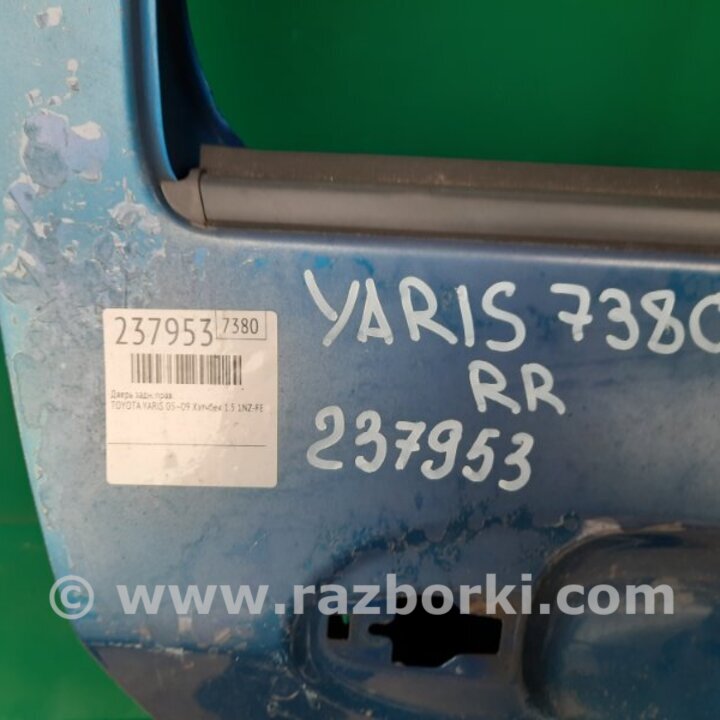 237953 7380
Дверь задн. прав.
TOYOTA YARIS 05-09 Хэтчбек 1.5 1NZ-FE
YARIS 7380
RR
237953
© www.razborki.com